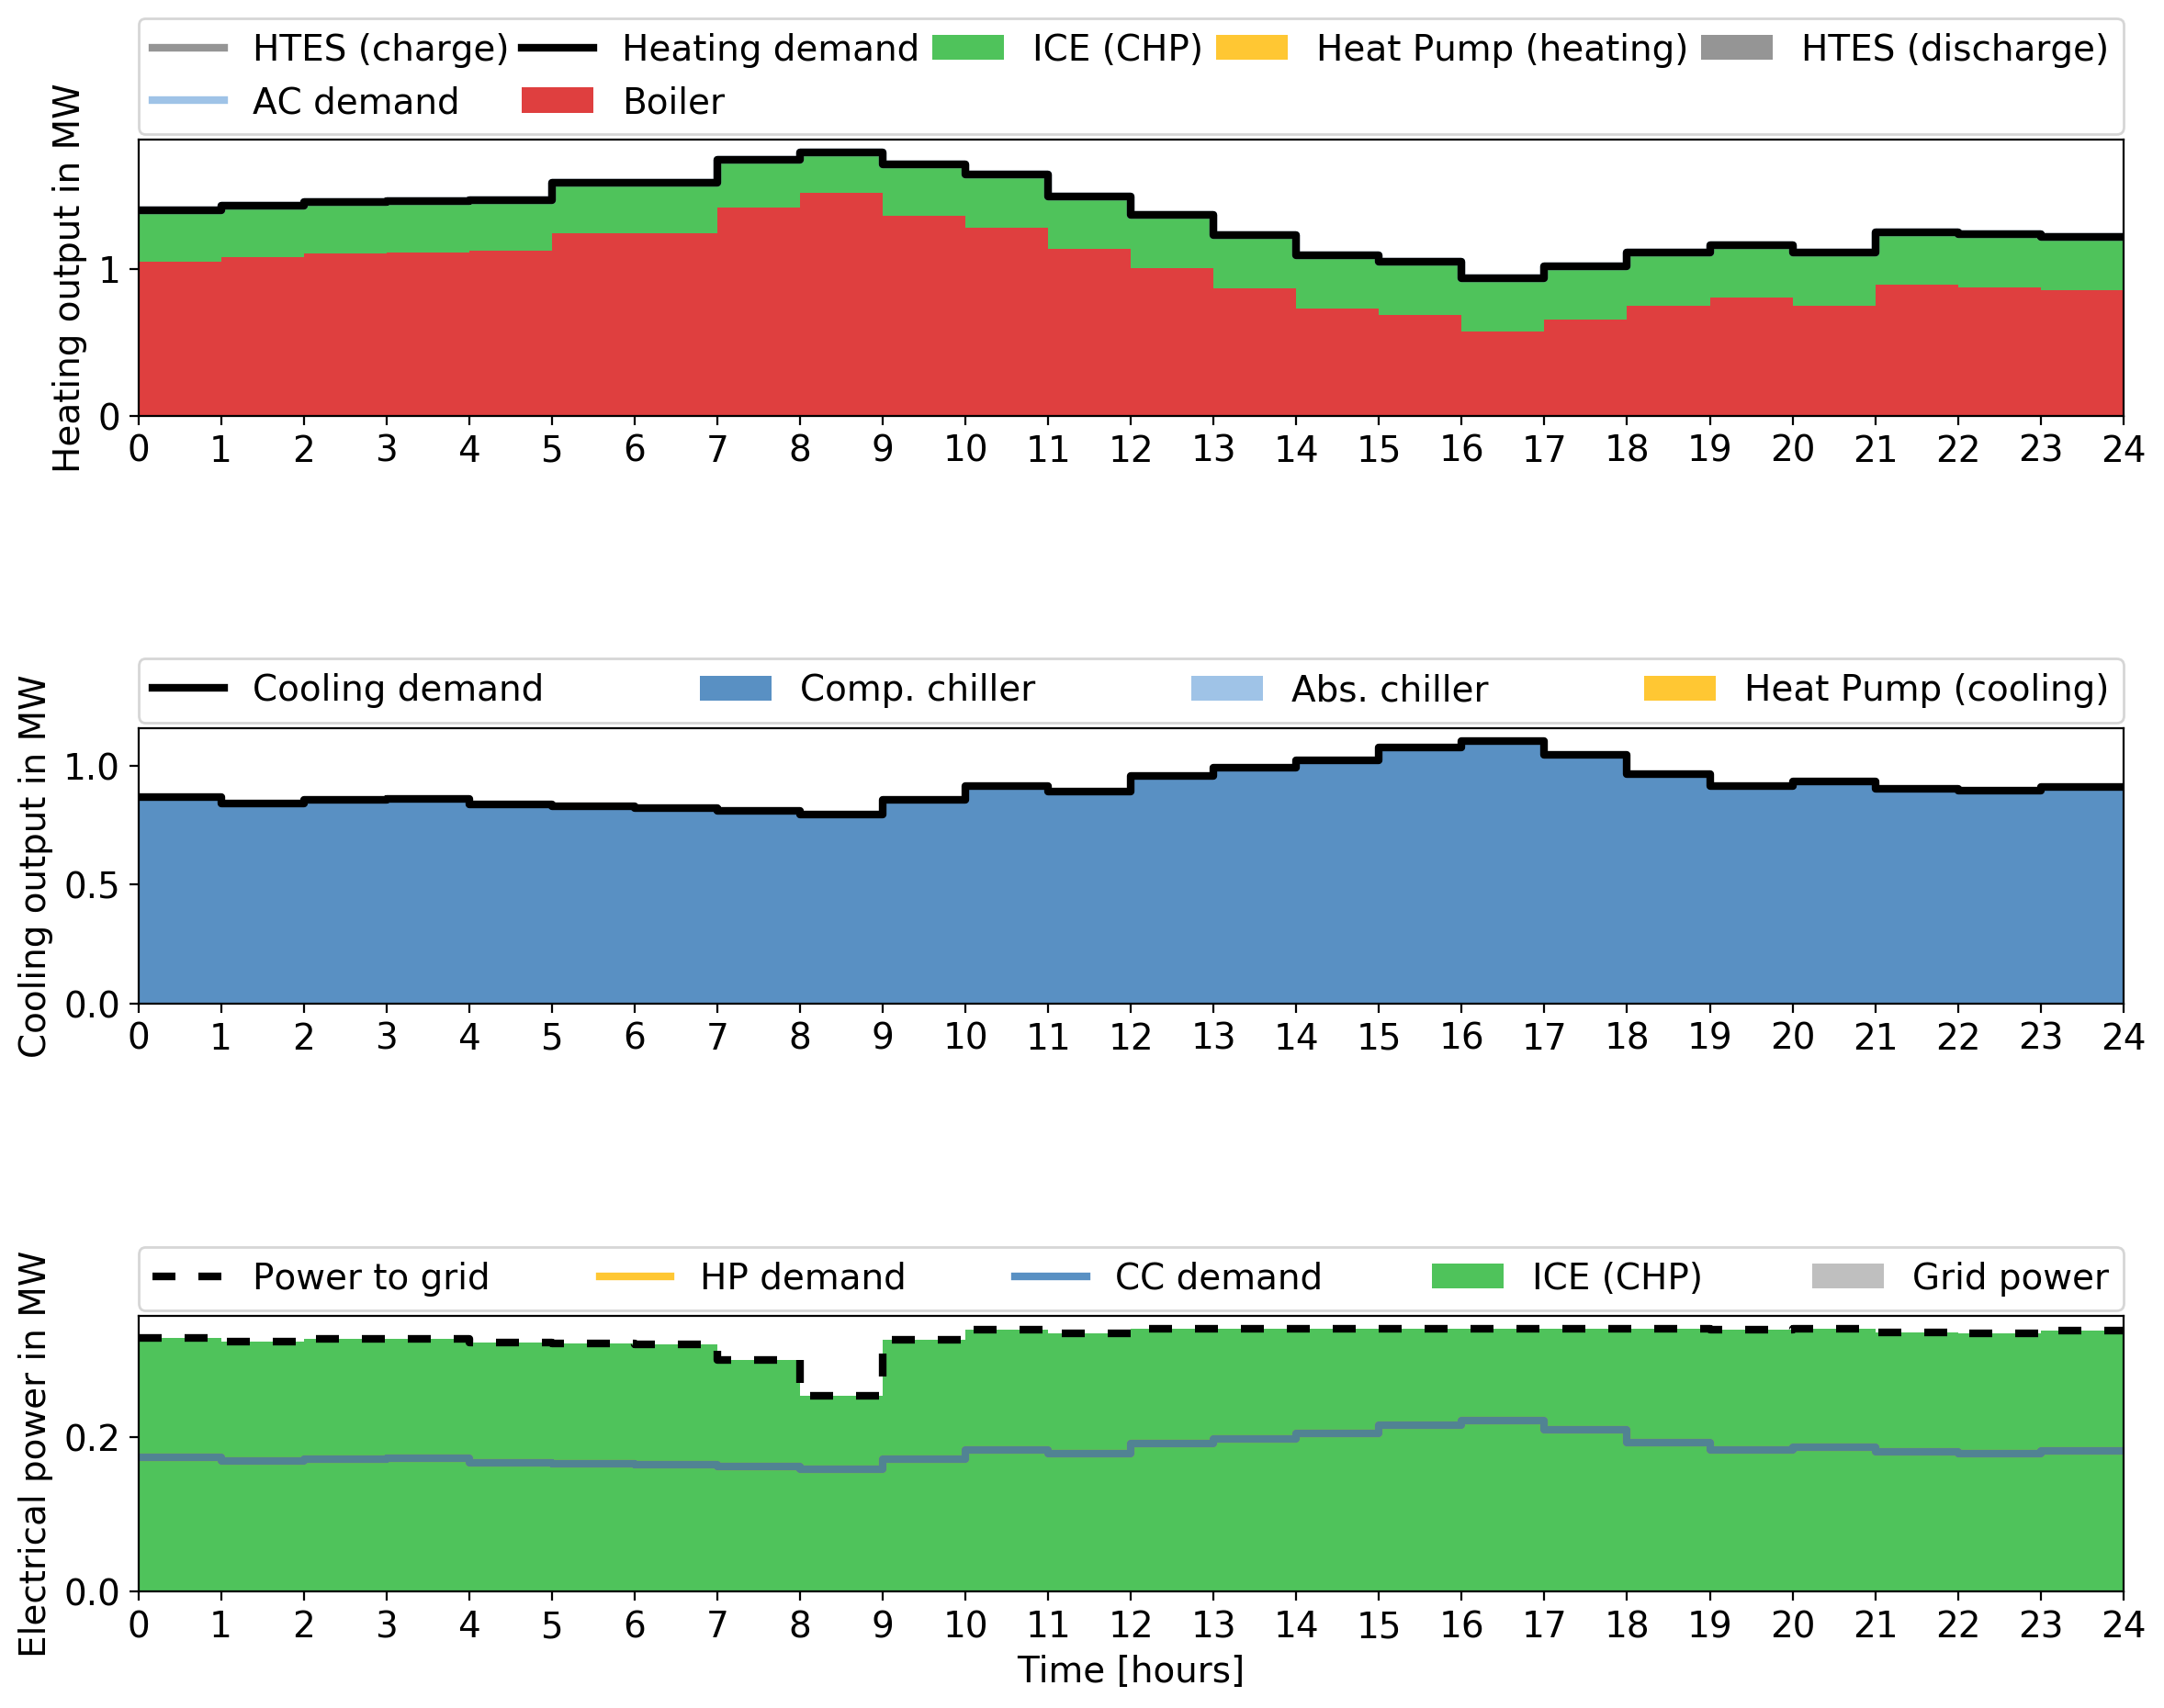 HTES (charge) Heating demand ICE (CHP) Heat Pump (heating) HTES (discharge)
AC demand Boiler
Heating output in MW
1
0
0 1 2 3 4 5 6 7 8 9 10 11 12 13 14 15 16 17 18 19 20 21 22 23 24
Cooling demand Comp. chiller Abs. chiller Heat Pump (cooling)
Cooling output in MW
1.0
0.5
0.0
0 1 2 3 4 5 6 7 8 9 10 11 12 13 14 15 16 17 18 19 20 21 22 23 24
Power to grid HP demand CC demand ICE (CHP) Grid power
Electrical power in MW
0.2
0.0
0 1 2 3 4 5 6 7 8 9 10 11 12 13 14 15 16 17 18 19 20 21 22 23 24
Time [hours]